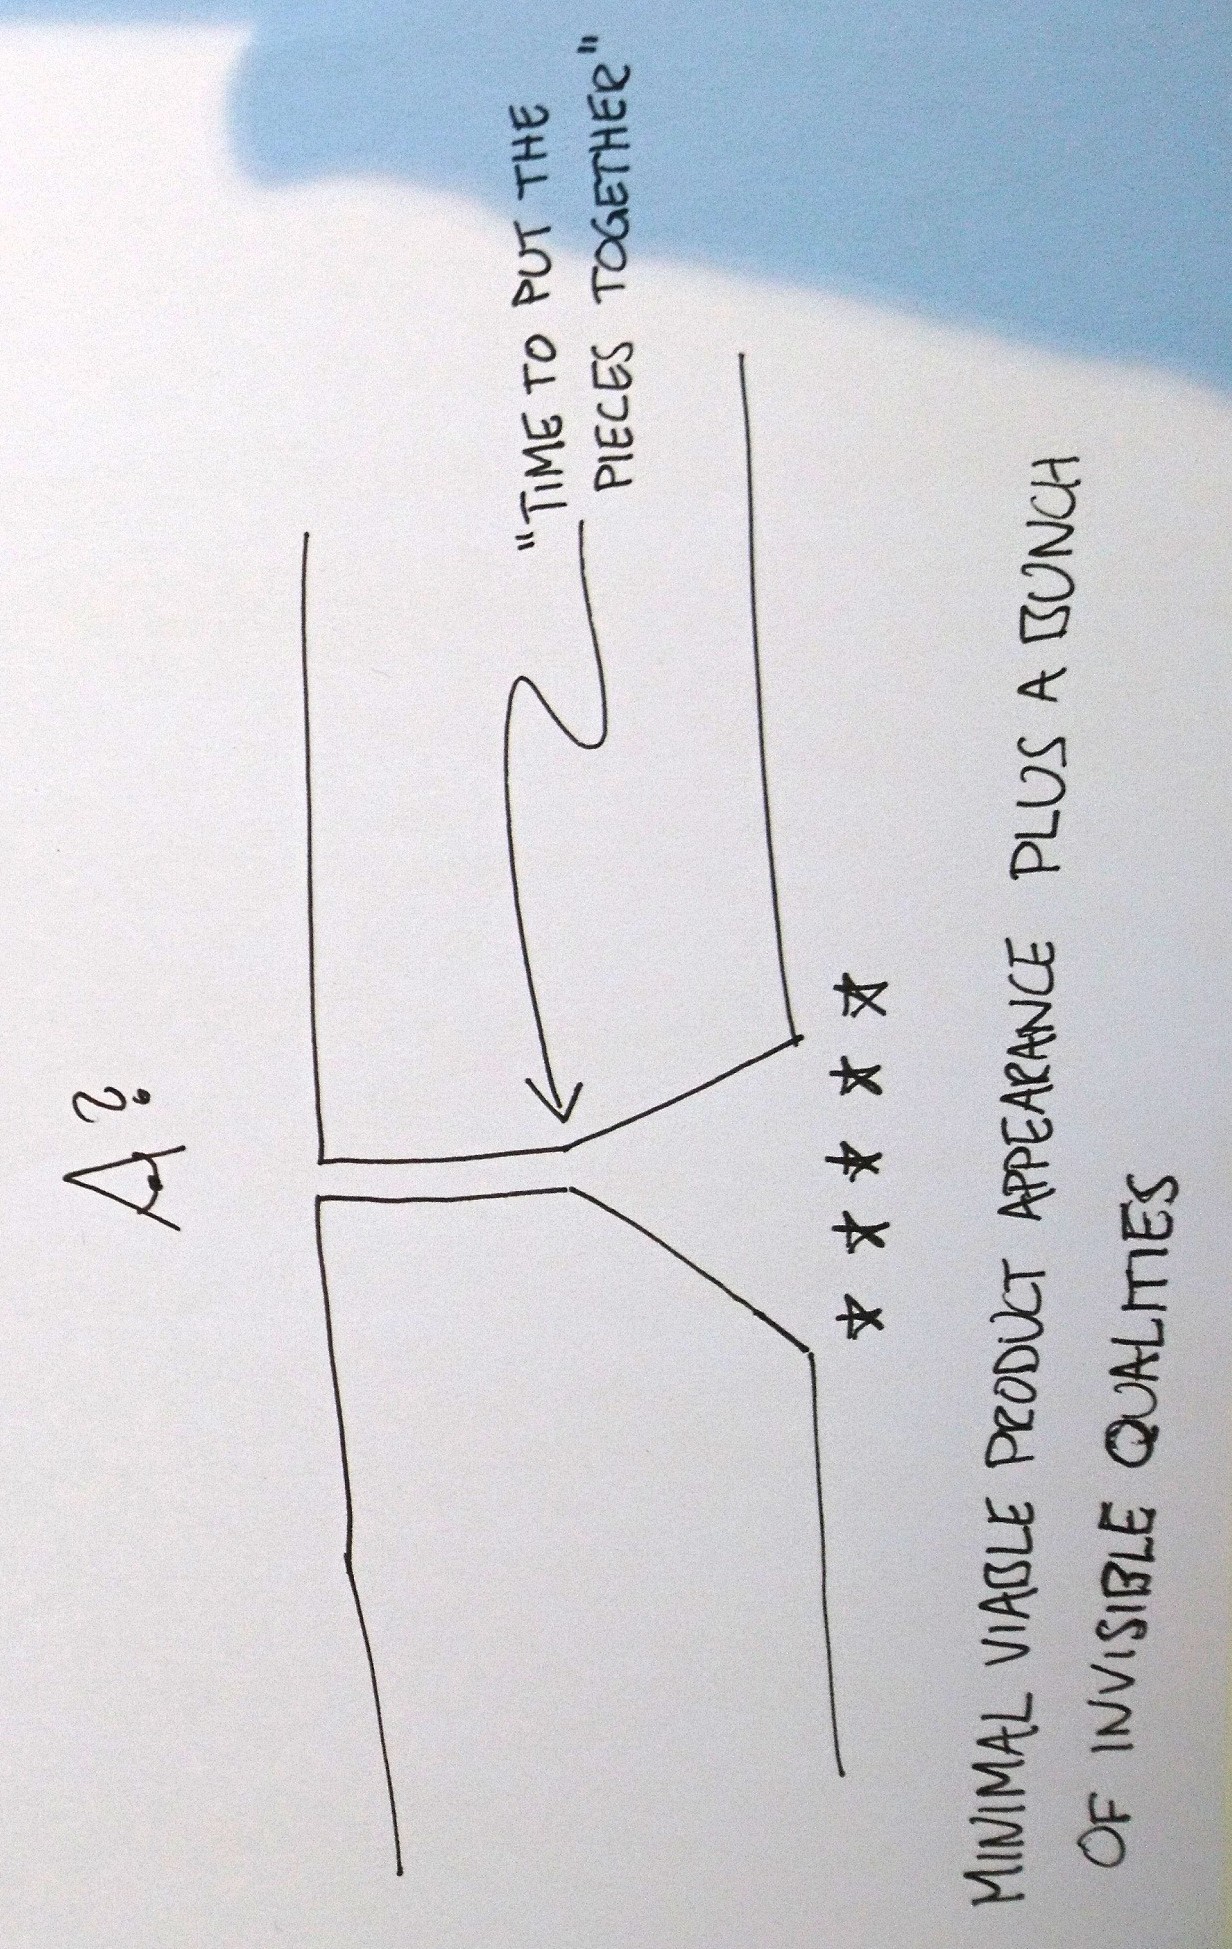 A?
"TIME TO PUT THE
PIECES TOGETHER"
MINIMAL VIABLE PRODUCT APPEARANCE PLUS A BUNCH
OF INVISIBLE QUALITIES